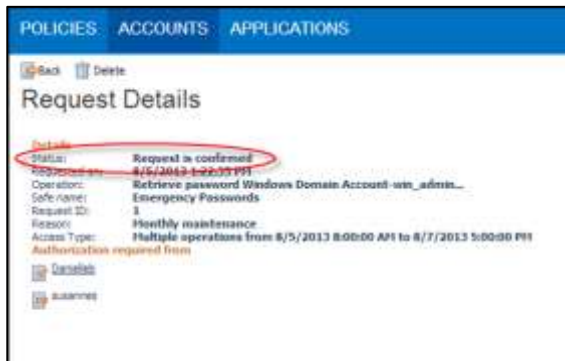 POLICIES ACCOUNTS APPLICATIONS
Back Delete
Request Details
Details
Status: Request is confirmed
Requested on: 8/5/2013 1:22:35 PM
Operation: Retrieve password Windows Domain Account-win_admin...
Safe name: Emergency Passwords
Request ID: 1
Reason: Monthly maintenance
Access Type: Multiple operations from 8/5/2013 8:00:00 AM to 8/7/2013 5:00:00 PM
Authorization required from